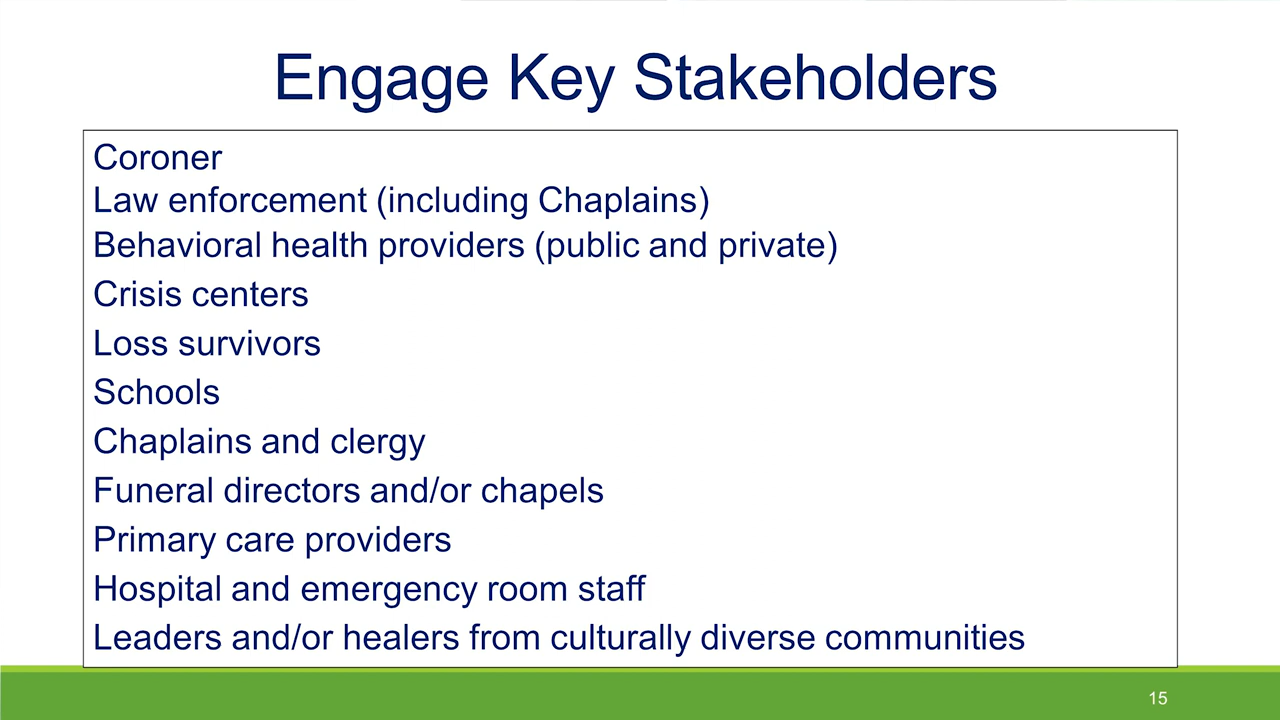 Engage Key Stakeholders
Coroner
Law enforcement (including Chaplains)
Behavioral health providers (public and private)
Crisis centers
Loss survivors
Schools
Chaplains and clergy
Funeral directors and/or chapels
Primary care providers
Hospital and emergency room staff
Leaders and/or healers from culturally diverse communities
15